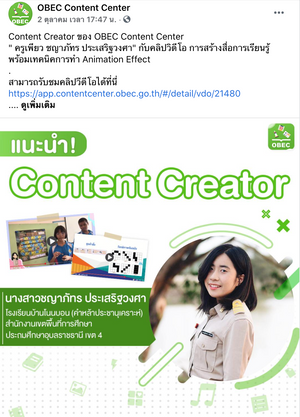 OBEC Content Center
2 ตุลาคม เวลา 17:47 น. ·
Content Creator ของ OBEC Content Center
" ครูเพียว ชญาภัทร ประเสริฐวงศา" กับคลิปวีดีโอ การสร้างสื่อการเรียนรู้
พร้อมเทคนิคการทำ Animation Effect
.
สามารถรับชมคลิปวีดีโอได้ที่นี่
https://app.contentcenter.obec.go.th/#/detail/vdo/21480
.... ดูเพิ่มเติม
OBEC
แนะนำ!
Content Creator
นางสาวชญาภัทร ประเสริฐวงศา
โรงเรียนบ้านโนนบอน (คำหล้าประชานุเคราะห์)
สำนักงานเขตพื้นที่การศึกษา
ประถมศึกษาอุบลราชธานี เขต 4